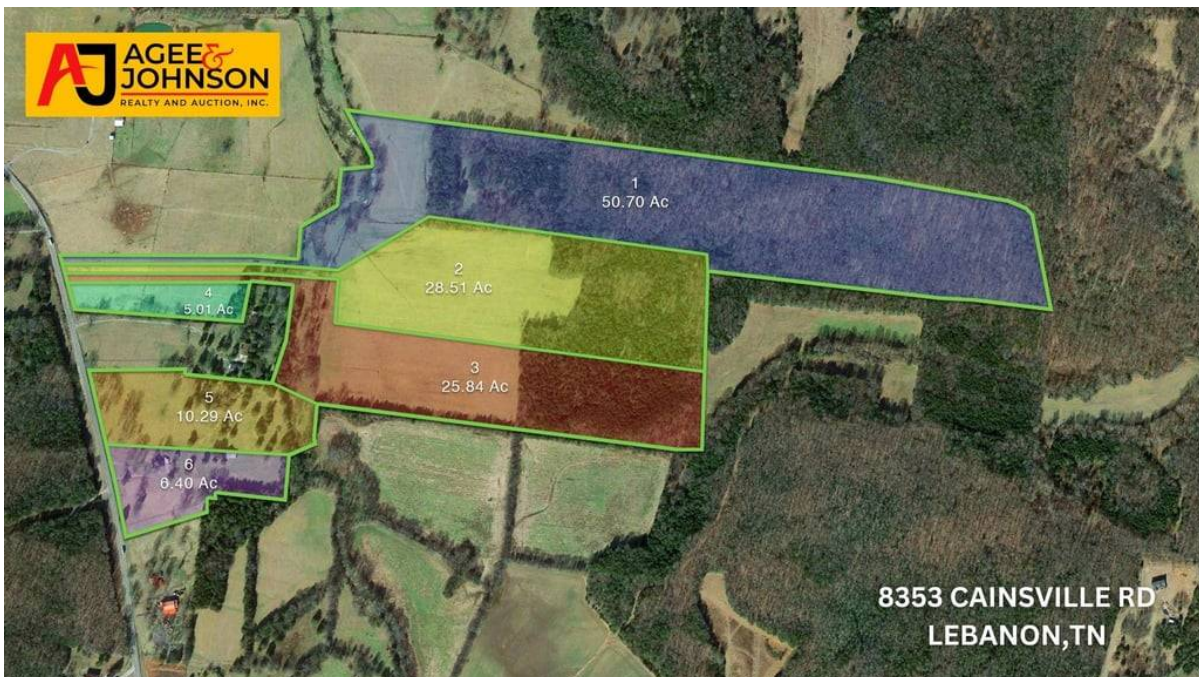 AJ
AGEE&
JOHNSON
REALTY AND AUCTION, INC.
1
50.70 Ac
2
28.51 Ac
4
5.01 Ac
3
25.84 Ac
5
10.29 Ac
6
6.40 Ac
8353 CAINSVILLE RD
LEBANON,TN